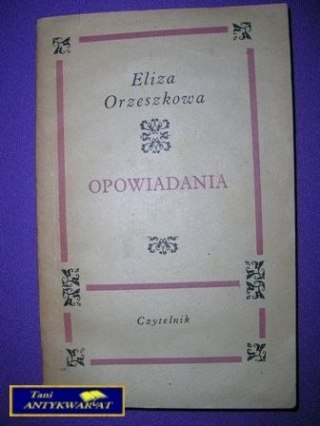 Eliza
Orzeszkowa
OPOWIADANIA
Czytelnik
Tani
ANTYKWARIAT